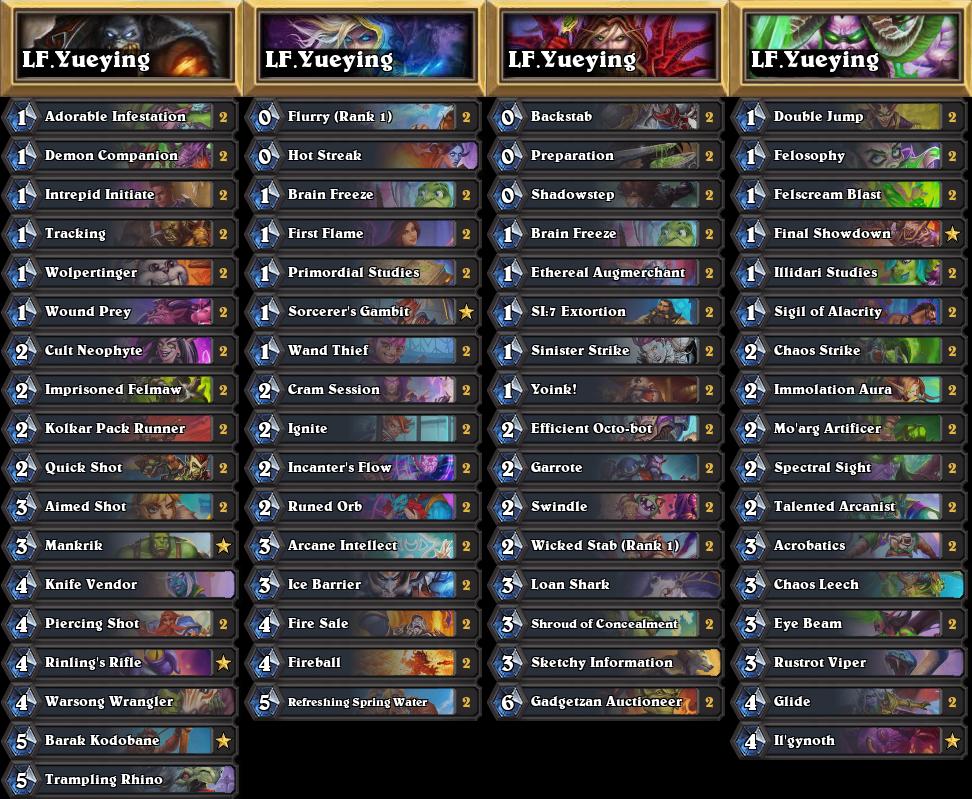 LF.Yueying
1 Adorable Infestation 2
1 Demon Companion 2
1 Intrepid Initiate 2
1 Tracking 2
1 Wolpertinger 2
1 Wound Prey 2
2 Cult Neophyte 2
2 Imprisoned Felmaw 2
2 Kolkar Pack Runner 2
2 Quick Shot 2
3 Aimed Shot 2
3 Mankrik
4 Knife Vendor
4 Piercing Shot 2
4 Rinling's Rifle
4 Warsong Wrangler 2
5 Barak Kodobane
5 Trampling Rhino
LF.Yueying
0 Flurry (Rank 1) 2
0 Hot Streak
1 Brain Freeze 2
1 First Flame 2
1 Primordial Studies 2
1 Sorcerer's Gambit
1 Wand Thief 2
2 Cram Session 2
2 Ignite 2
2 Incanter's Flow 2
2 Runed Orb 2
3 Arcane Intellect 2
3 Ice Barrier 2
4 Fire Sale 2
4 Fireball 2
5 Refreshing Spring Water 2
LF.Yueying
0 Backstab 2
0 Preparation 2
0 Shadowstep 2
1 Brain Freeze 2
1 Ethereal Augmerchant 2
1 SI:7 Extortion 2
1 Sinister Strike 2
1 Yoink! 2
2 Efficient Octo-bot 2
2 Garrote 2
2 Swindle 2
2 Wicked Stab (Rank 1) 2
3 Loan Shark
3 Shroud of Concealment 2
3 Sketchy Information
6 Gadgetzan Auctioneer 2
LF.Yueying
1 Double Jump 2
1 Felosophy 2
1 Felscream Blast 2
1 Final Showdown
1 Illidari Studies 2
1 Sigil of Alacrity 2
2 Chaos Strike 2
2 Immolation Aura 2
2 Mo'arg Artificer 2
2 Spectral Sight 2
2 Talented Arcanist 2
3 Acrobatics 2
3 Chaos Leech
3 Eye Beam 2
3 Rustrot Viper
4 Glide 2
4 Il'gynoth